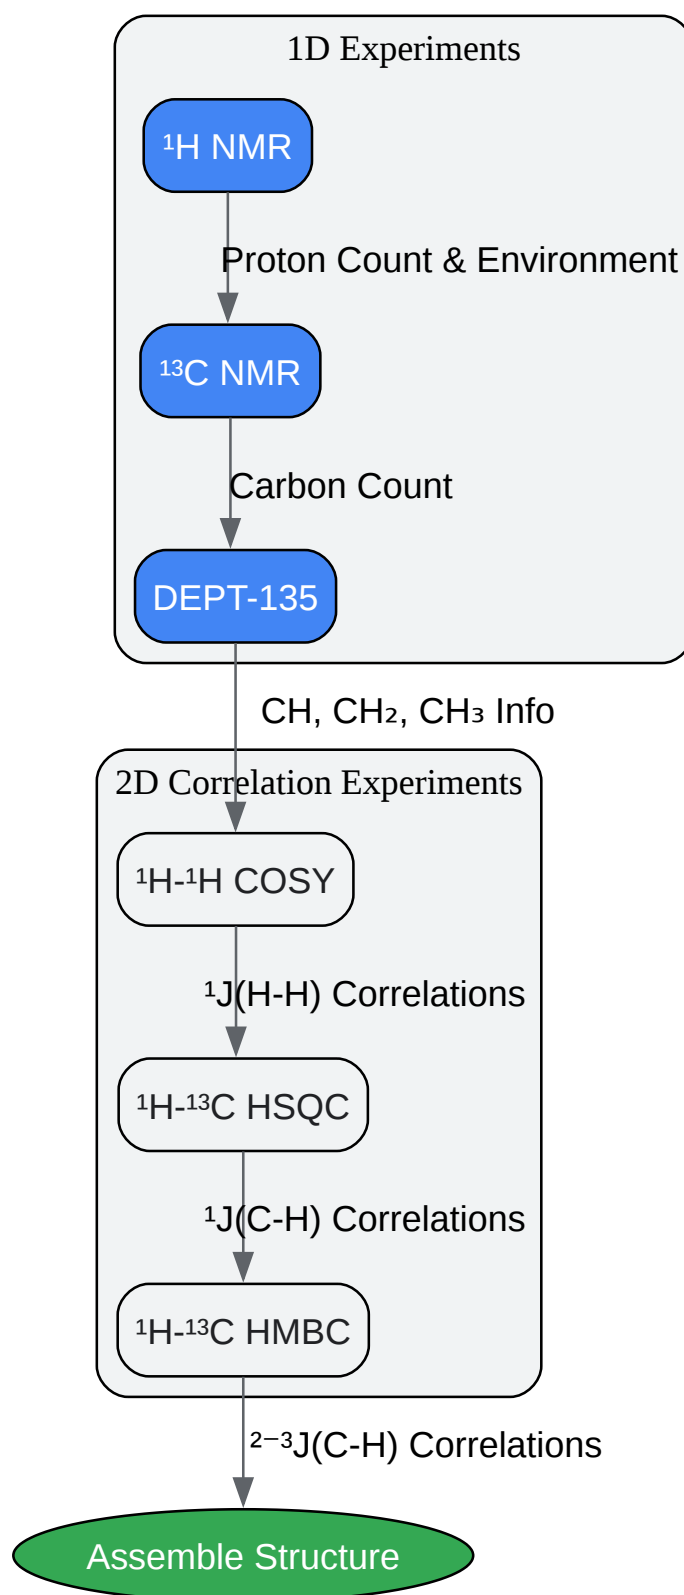 1D Experiments
¹H NMR
Proton Count & Environment
¹³C NMR
Carbon Count
DEPT-135
CH, CH₂, CH₃ Info
2D Correlation Experiments
¹H-¹H COSY
¹J(H-H) Correlations
¹H-¹³C HSQC
¹J(C-H) Correlations
¹H-¹³C HMBC
²⁻³J(C-H) Correlations
Assemble Structure